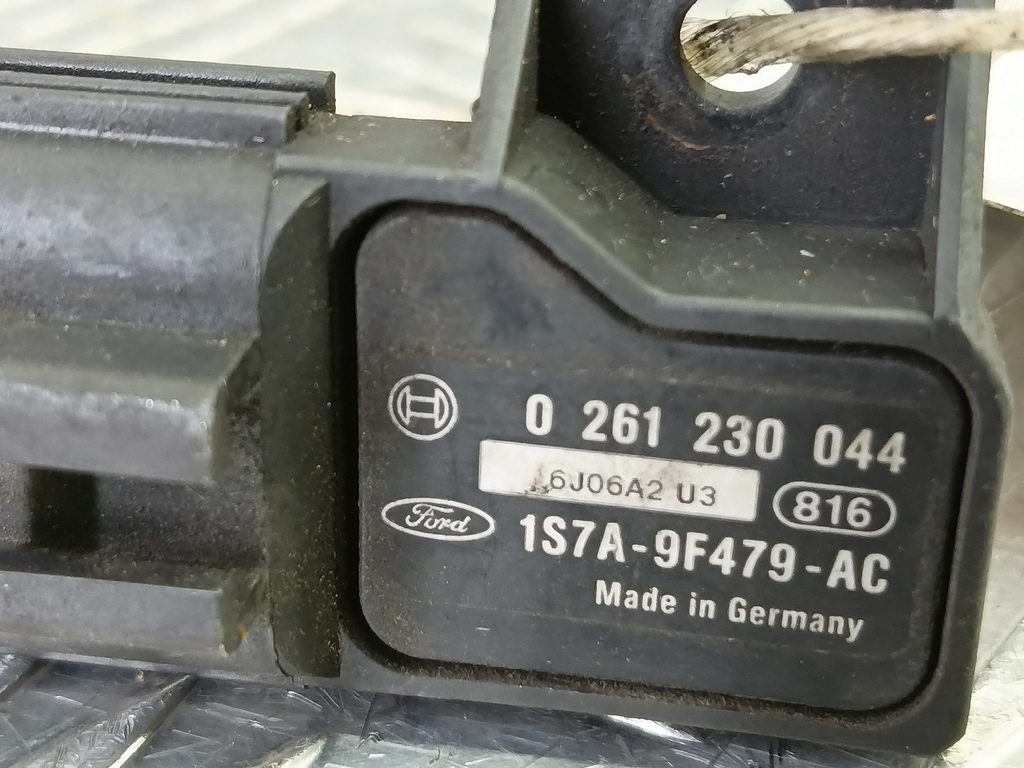 0 261 230 044
6J06A2 U3
816
Ford
1S7A-9F479-AC
Made in Germany